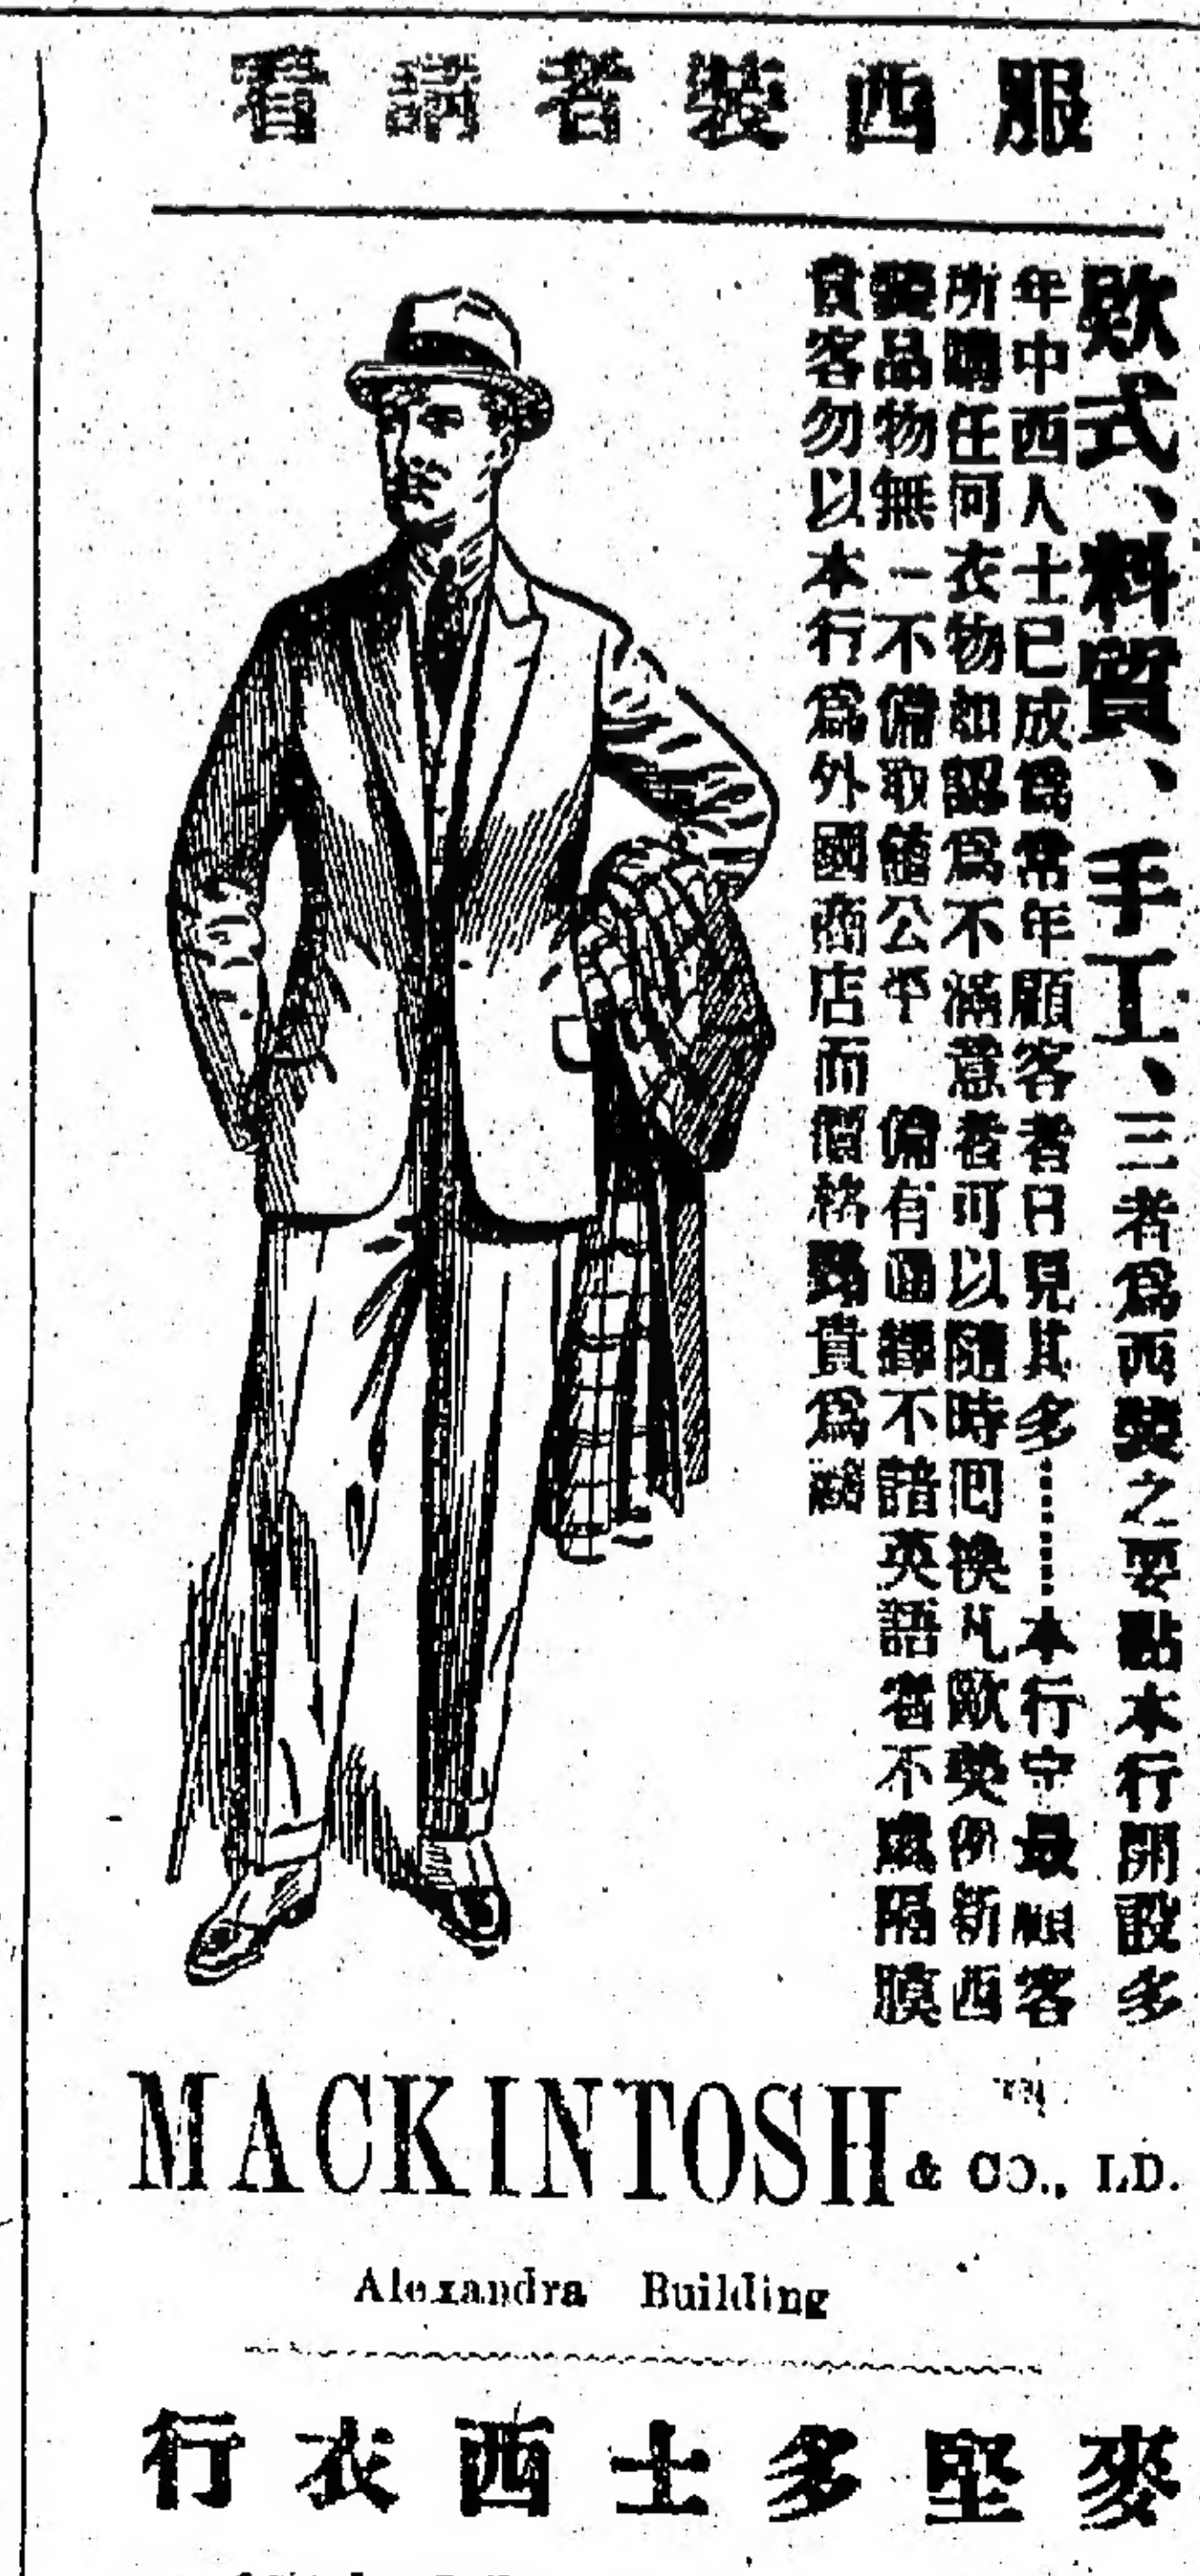 服西裝者請看
欵式、料質、手工、三者爲西裝之要點本行開設多
年中西人士已成爲常年顧客者日見其多……本行守最顧客
所購任何衣物如認爲不滿意者可以隨時回換凡歐美新西
裝品物無一不備取價公平 備有通譯不諳英語者不處隔膜
貴客勿以本行爲外國商店而價格略貴爲
MACKINTOSH & CO., LD.
Alexandra Building
麥堅多士西衣行